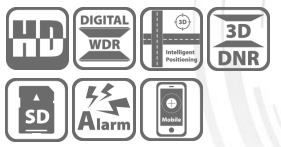 HD
DIGITAL
WDR
3D
Intelligent
Positioning
3D
DNR
SD
Alarm
Mobile